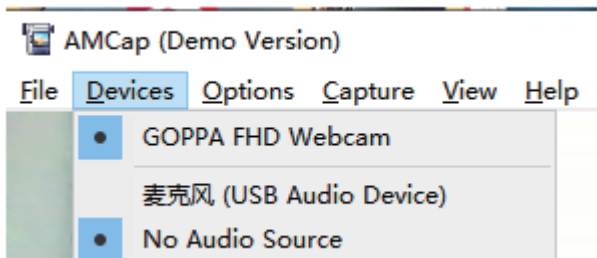 AMCap (Demo Version)
File Devices Options Capture View Help
GOPPA FHD Webcam
麦克风 (USB Audio Device)
No Audio Source